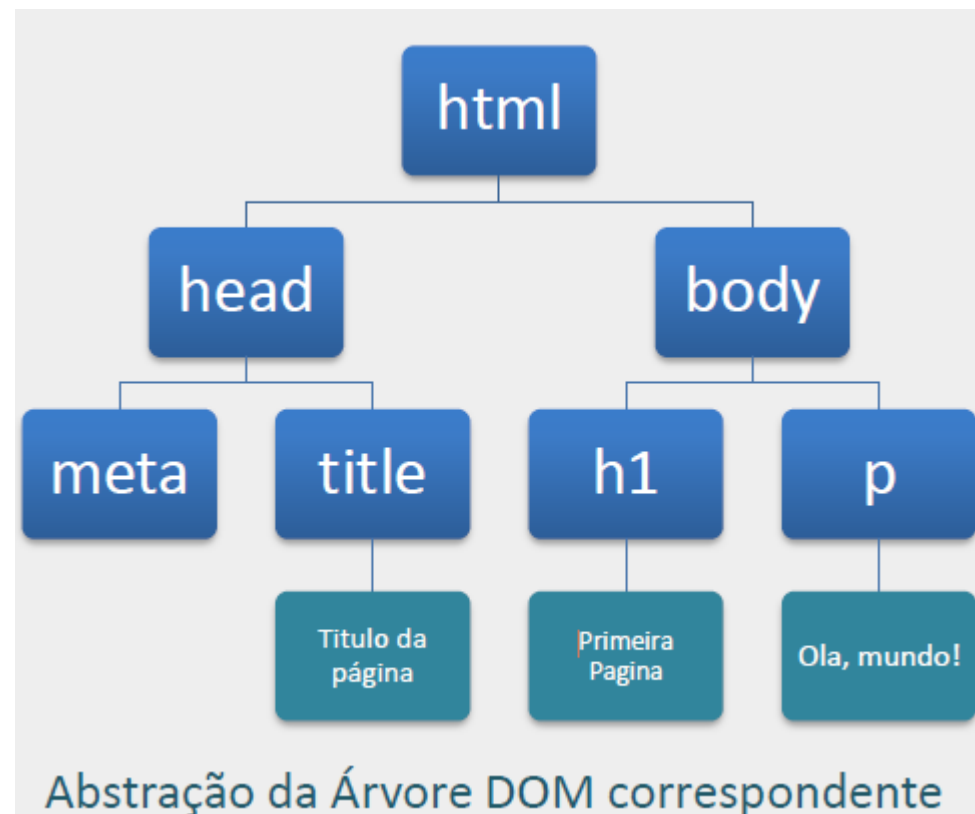 html
head
body
meta
title
h1
p
Titulo da
página
Primeira
Pagina
Ola, mundo!
Abstração da Árvore DOM correspondente